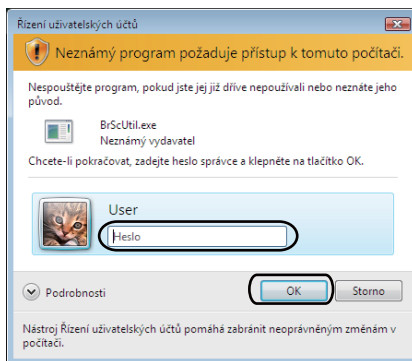 Řízení uživatelských účtů
Neznámý program požaduje přístup k tomuto počítači.
Nespouštějte program, pokud jste jej již dříve nepoužívali nebo neznáte jeho
původ.
BrScUtil.exe
Neznámý vydavatel
Chcete-li pokračovat, zadejte heslo správce a klepněte na tlačítko OK.
User
Heslo
Podrobnosti
OK
Storno
Nástroj Řízení uživatelských účtů pomáhá zabránit neoprávněným změnám v
počítači.